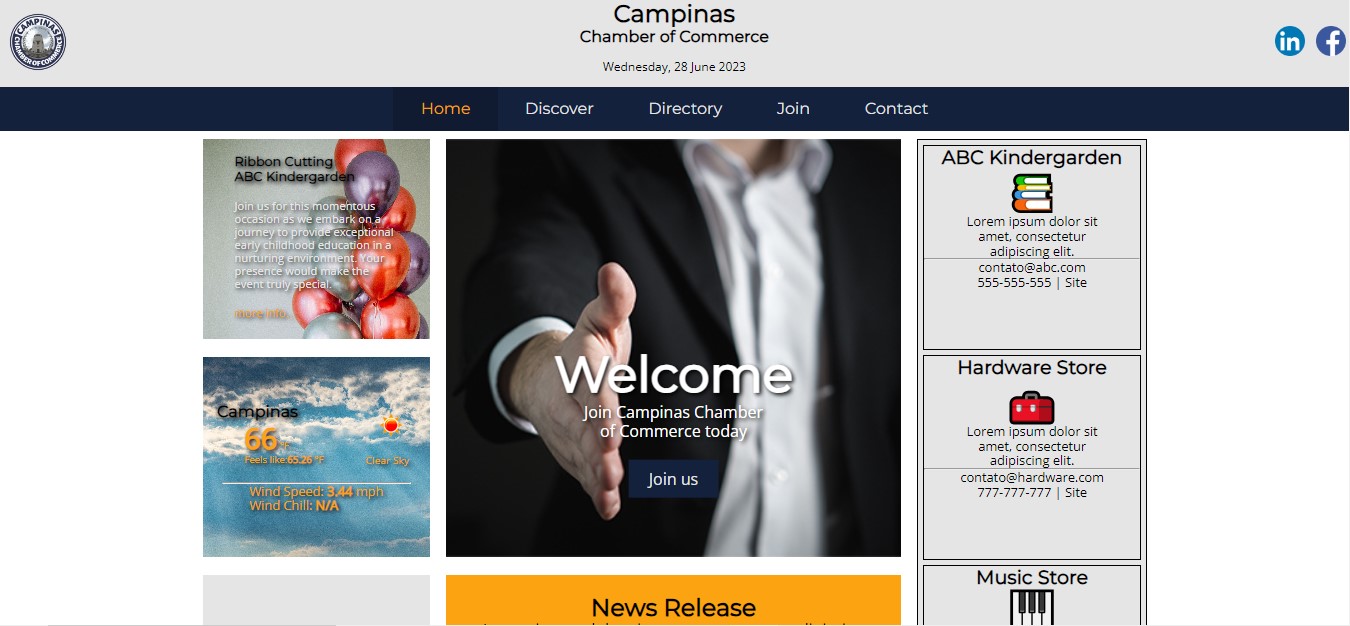 CAMPINAS
CHAMBER OF COMMERCE
Campinas
Chamber of Commerce
Wednesday, 28 June 2023
in f
Home Discover Directory Join Contact
Ribbon Cutting
ABC Kindergarden
Join us for this momentous
occasion as we embark on a
journey to provide exceptional
early childhood education in a
nurturing environment. Your
presence would make the
event truly special.
more info.
Campinas
66 °F
Feels like:65.26 °F
Clear Sky
Wind Speed: 3.44 mph
Wind Chill: N/A
Welcome
Join Campinas Chamber
of Commerce today
Join us
News Release
ABC Kindergarden
Lorem ipsum dolor sit
amet, consectetur
adipiscing elit.
contato@abc.com
555-555-555 | Site
Hardware Store
Lorem ipsum dolor sit
amet, consectetur
adipiscing elit.
contato@hardware.com
777-777-777 | Site
Music Store